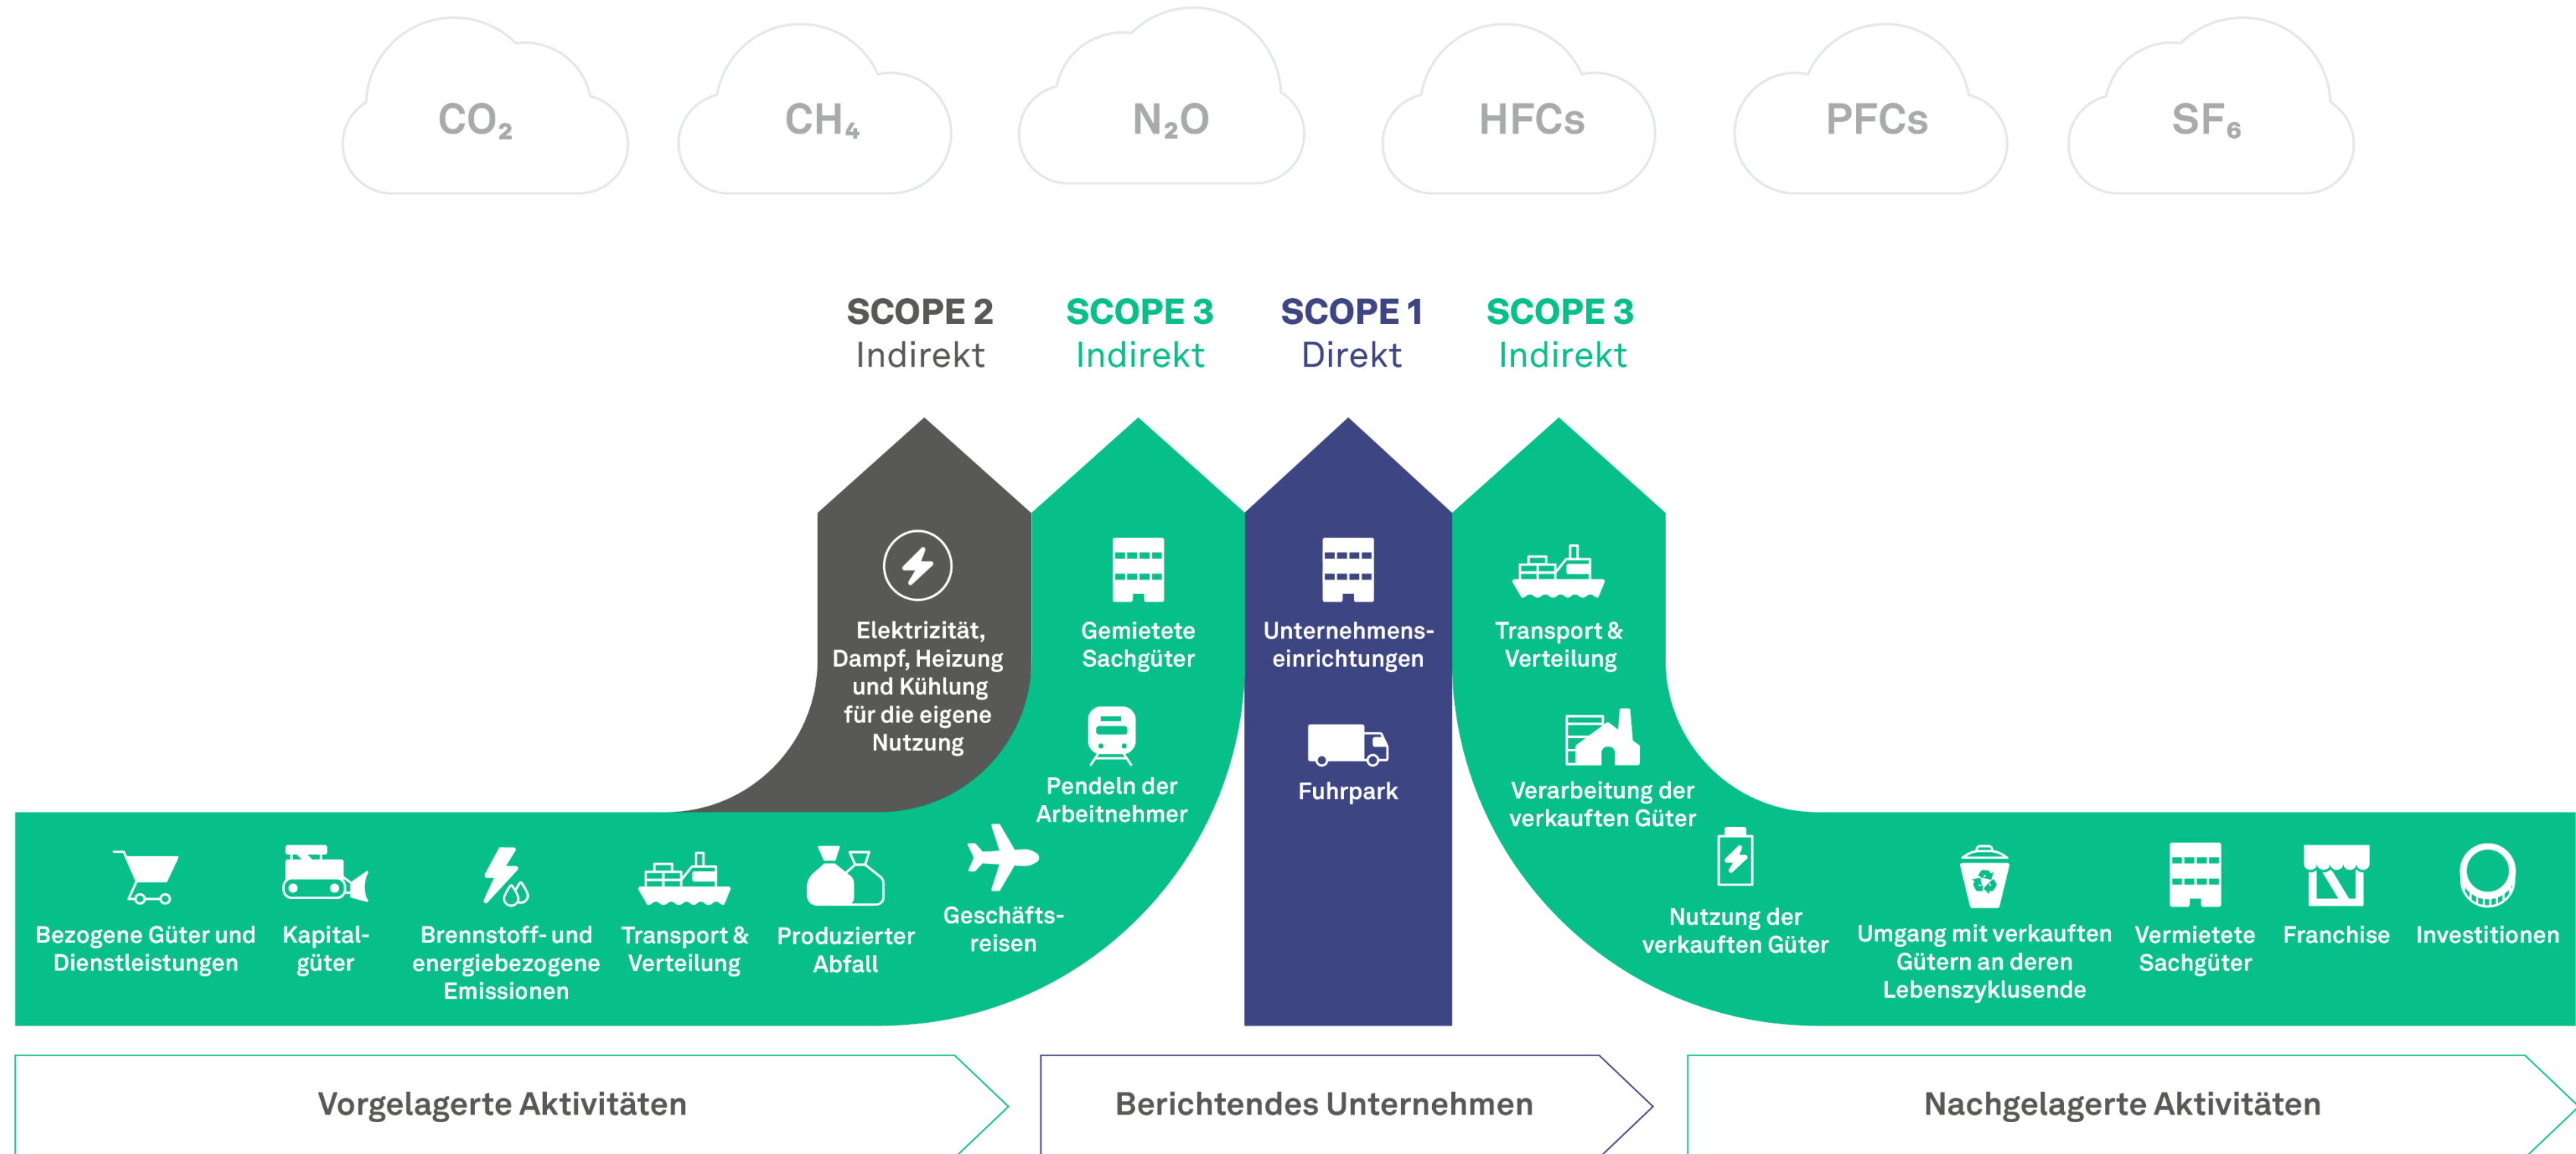 CO₂
CH₄
N₂O
HFCs
PFCs
SF₆
SCOPE 2
Indirekt
SCOPE 3
Indirekt
SCOPE 1
Direkt
SCOPE 3
Indirekt
Elektrizität,
Dampf, Heizung
und Kühlung
für die eigene
Nutzung
Gemietete
Sachgüter
Pendeln der
Arbeitnehmer
Unternehmens-
einrichtungen
Fuhrpark
Transport &
Verteilung
Verarbeitung der
verkauften Güter
Bezogene Güter und
Dienstleistungen
Kapital-
güter
Brennstoff- und
energiebezogene
Emissionen
Transport &
Verteilung
Produzierter
Abfall
Geschäfts-
reisen
Nutzung der
verkauften Güter
Umgang mit verkauften
Gütern an deren
Lebenszyklusende
Vermietete
Sachgüter
Franchise
Investitionen
Vorgelagerte Aktivitäten
Berichtendes Unternehmen
Nachgelagerte Aktivitäten